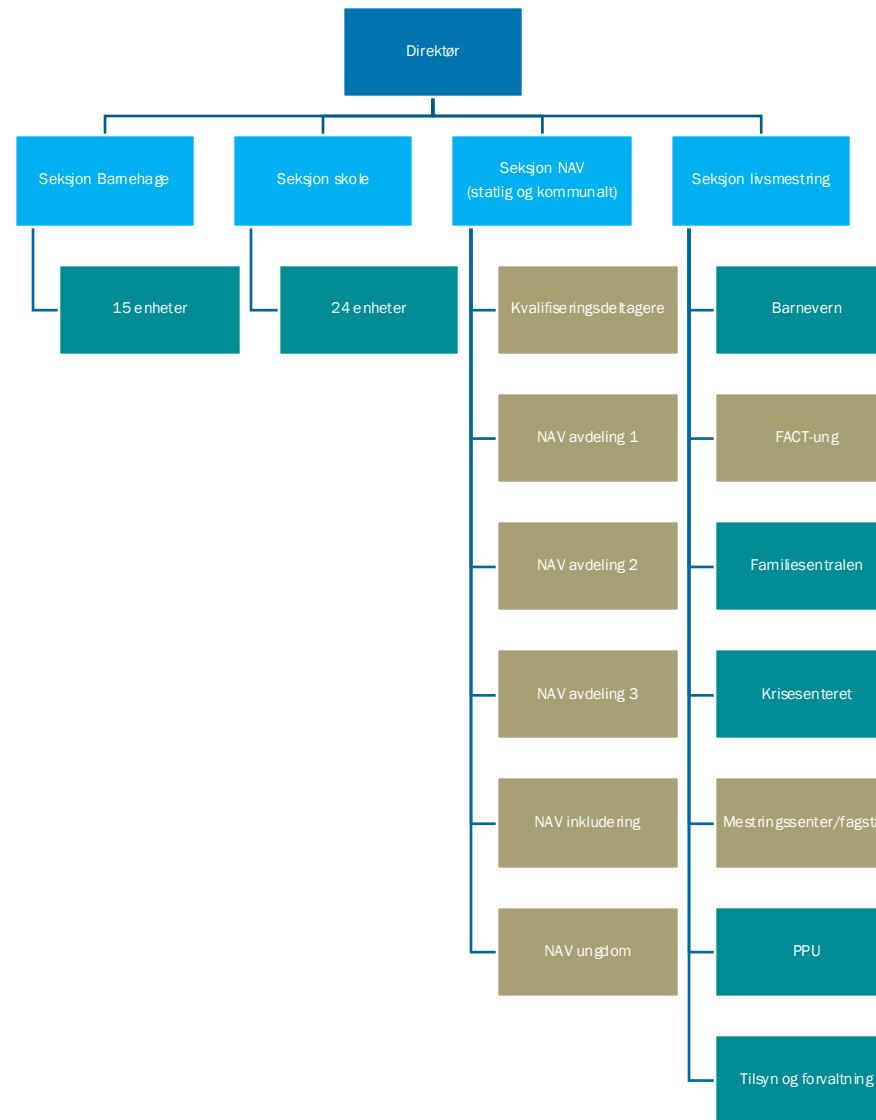 Direktør
Seksjon Barnehage
Seksjon skole
Seksjon NAV
(statlig og kommunalt)
Seksjon livsmestring
15 enheter
24 enheter
Kvalifiseringsdeltagere
Barnevern
NAV avdeling 1
FACT-ung
NAV avdeling 2
Familiesentralen
NAV avdeling 3
Krisesenteret
NAV inkludering
NAV ungdom
PPU
Tilsyn og forvaltning